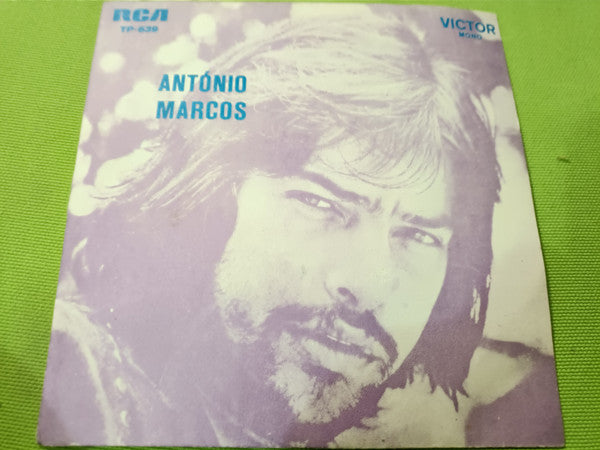 RCA
TP-639
VICTOR
MONO
ANTÓNIO
MARCOS